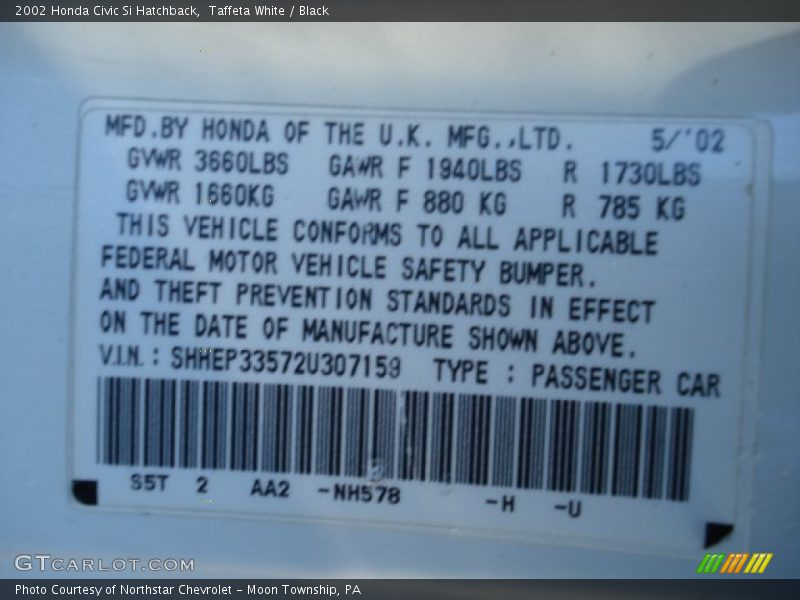 2002 Honda Civic Si Hatchback,  Taffeta White / Black
MFD.BY HONDA OF THE U.K. MFG.,LTD. 5/'02
GVWR 3660LBS GAWR F 1940LBS R 1730LBS
GVWR 1660KG GAWR F 880 KG R 785 KG
THIS VEHICLE CONFORMS TO ALL APPLICABLE
FEDERAL MOTOR VEHICLE SAFETY BUMPER.
AND THEFT PREVENTION STANDARDS IN EFFECT
ON THE DATE OF MANUFACTURE SHOWN ABOVE.
V.I.N.: SHHEP33572U307159 TYPE : PASSENGER CAR
S5T 2 AA2 -NH578 -H -U
GTCARLOT.COM
Photo Courtesy of Northstar Chevrolet - Moon Township, PA